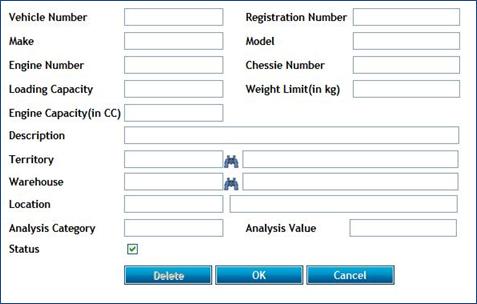 Vehicle Number Registration Number
Make Model
Engine Number Chessie Number
Loading Capacity Weight Limit(in kg)
Engine Capacity(in CC)
Description
Territory
Warehouse
Location
Analysis Category Analysis Value
Status
Delete OK Cancel